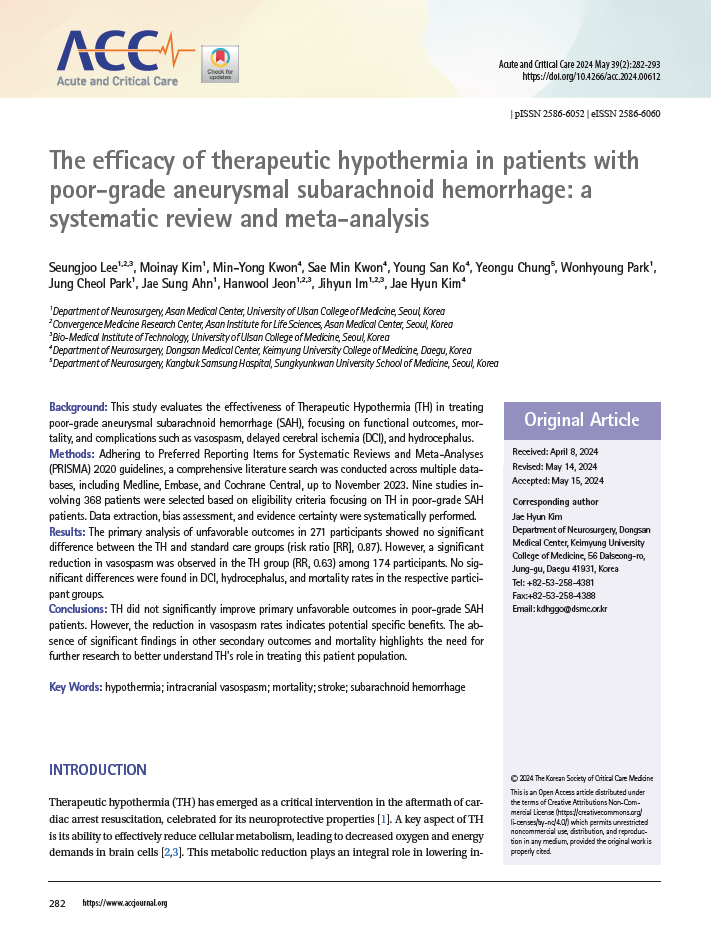 ACC
Acute and Critical Care
Check for
updates
Acute and Critical Care 2024 May 39(2):282-293
https://doi.org/10.4266/acc.2024.00612
| pISSN 2586-6052 | eISSN 2586-6060
The efficacy of therapeutic hypothermia in patients with
poor-grade aneurysmal subarachnoid hemorrhage: a
systematic review and meta-analysis
Seungjoo Lee1,2,3, Moinay Kim1, Min-Yong Kwon4, Sae Min Kwon4, Young San Ko4, Yeongu Chung5, Wonhyoung Park1,
Jung Cheol Park1, Jae Sung Ahn1, Hanwool Jeon1,2,3, Jihyun Im1,2,3, Jae Hyun Kim4
1Department of Neurosurgery, Asan Medical Center, University of Ulsan College of Medicine, Seoul, Korea
2Convergence Medicine Research Center, Asan Institute for Life Sciences, Asan Medical Center, Seoul, Korea
3Bio-Medical Institute of Technology, University of Ulsan College of Medicine, Seoul, Korea
4Department of Neurosurgery, Dongsan Medical Center, Keimyung University College of Medicine, Daegu, Korea
5Department of Neurosurgery, Kangbuk Samsung Hospital, Sungkyunkwan University School of Medicine, Seoul, Korea
Background: This study evaluates the effectiveness of Therapeutic Hypothermia (TH) in treating
poor-grade aneurysmal subarachnoid hemorrhage (SAH), focusing on functional outcomes, mor-
tality, and complications such as vasospasm, delayed cerebral ischemia (DCI), and hydrocephalus.
Methods: Adhering to Preferred Reporting Items for Systematic Reviews and Meta-Analyses
(PRISMA) 2020 guidelines, a comprehensive literature search was conducted across multiple data-
bases, including Medline, Embase, and Cochrane Central, up to November 2023. Nine studies in-
volving 368 patients were selected based on eligibility criteria focusing on TH in poor-grade SAH
patients. Data extraction, bias assessment, and evidence certainty were systematically performed.
Results: The primary analysis of unfavorable outcomes in 271 participants showed no significant
difference between the TH and standard care groups (risk ratio [RR], 0.87). However, a significant
reduction in vasospasm was observed in the TH group (RR, 0.63) among 174 participants. No sig-
nificant differences were found in DCI, hydrocephalus, and mortality rates in the respective partici-
pant groups.
Conclusions: TH did not significantly improve primary unfavorable outcomes in poor-grade SAH
patients. However, the reduction in vasospasm rates indicates potential specific benefits. The ab-
sence of significant findings in other secondary outcomes and mortality highlights the need for
further research to better understand TH's role in treating this patient population.
Key Words: hypothermia; intracranial vasospasm; mortality; stroke; subarachnoid hemorrhage
Original Article
Received: April 8, 2024
Revised: May 14, 2024
Accepted: May 15, 2024
Corresponding author
Jae Hyun Kim
Department of Neurosurgery, Dongsan
Medical Center, Keimyung University
College of Medicine, 56 Dalseong-ro,
Jung-gu, Daegu 41931, Korea
Tel: +82-53-258-4381
Fax:+82-53-258-4388
Email: kdhggo@dsmc.or.kr
© 2024 The Korean Society of Critical Care Medicine
This is an Open Access article distributed under
the terms of Creative Attributions Non-Com-
mercial License (https://creativecommons.org/
li-censes/by-nc/4.0/) which permits unrestricted
noncommercial use, distribution, and reproduc-
tion in any medium, provided the original work is
properly cited.
INTRODUCTION
Therapeutic hypothermia (TH) has emerged as a critical intervention in the aftermath of car-
diac arrest resuscitation, celebrated for its neuroprotective properties [1]. A key aspect of TH
is its ability to effectively reduce cellular metabolism, leading to decreased oxygen and energy
demands in brain cells [2,3]. This metabolic reduction plays an integral role in lowering in-
282 https://www.accjournal.org